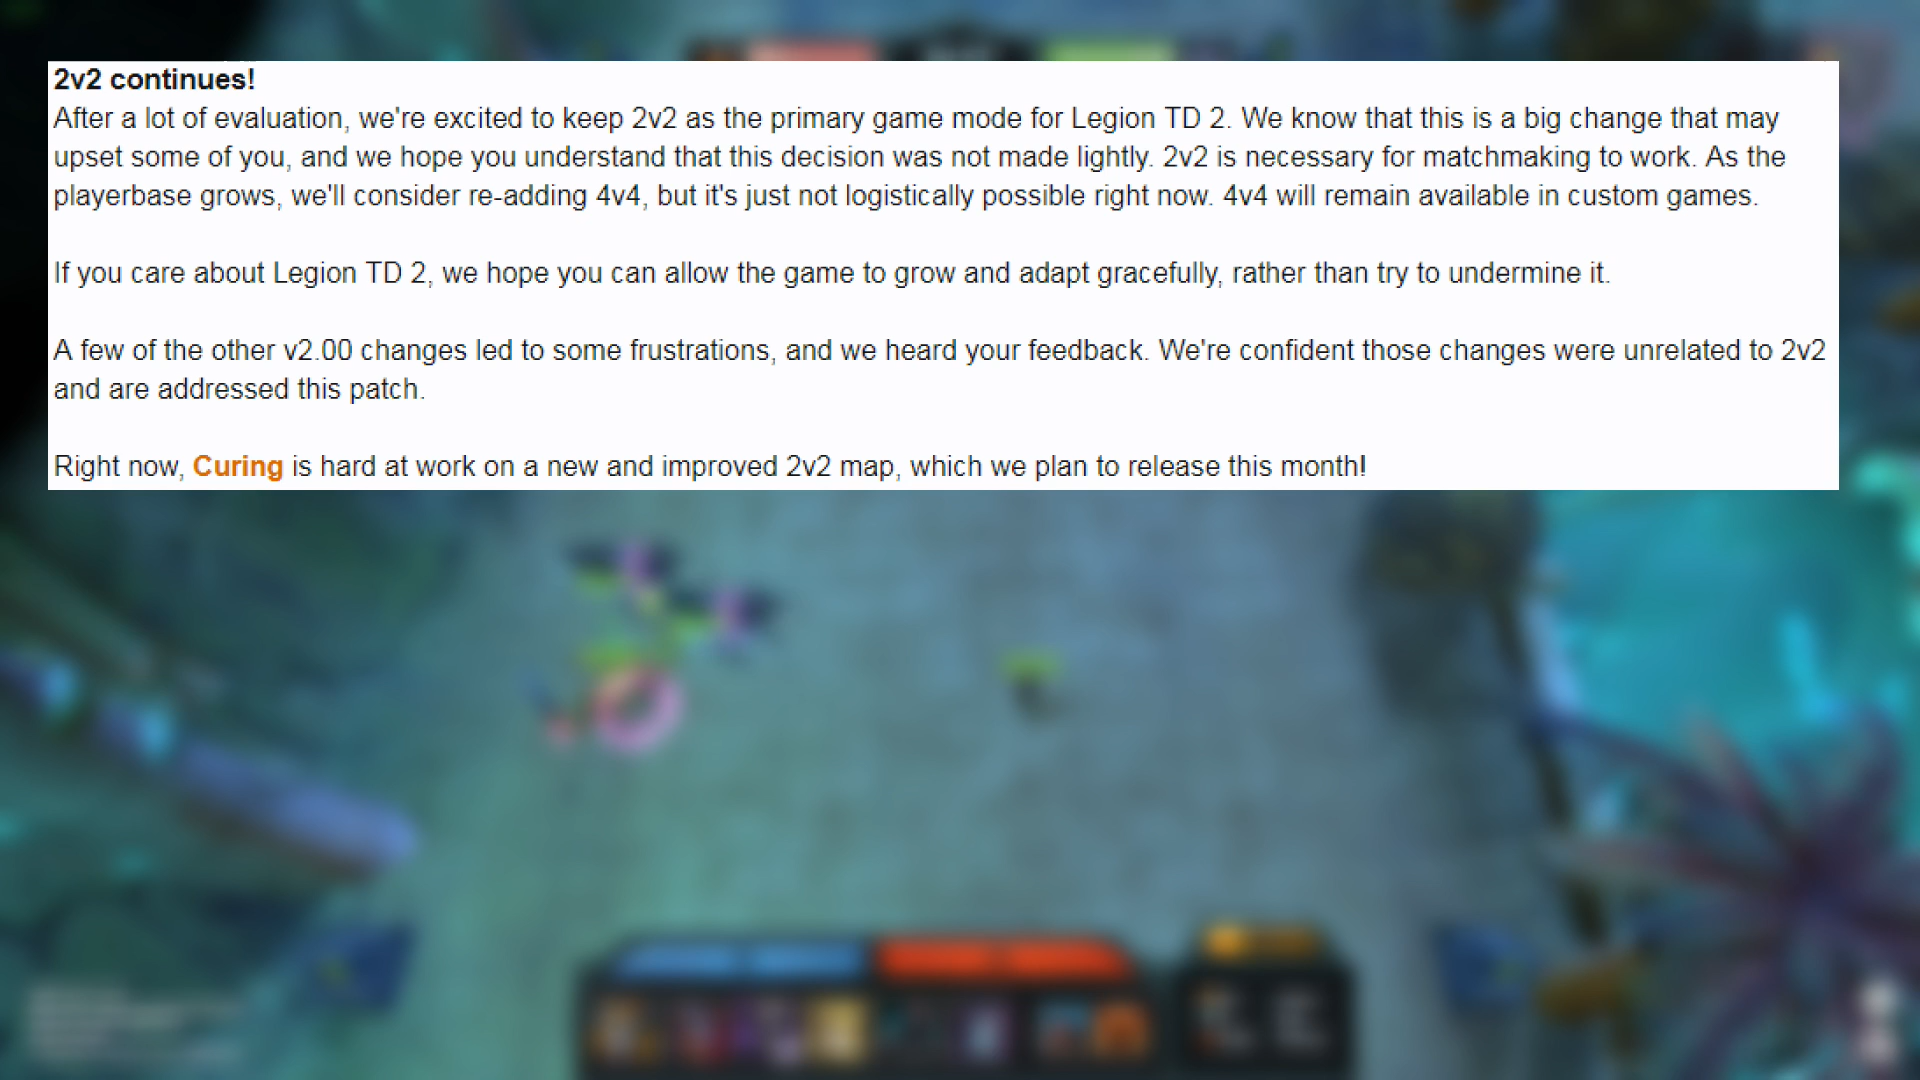 2v2 continues!
After a lot of evaluation, we're excited to keep 2v2 as the primary game mode for Legion TD 2. We know that this is a big change that may
upset some of you, and we hope you understand that this decision was not made lightly. 2v2 is necessary for matchmaking to work. As the
playerbase grows, we'll consider re-adding 4v4, but it's just not logistically possible right now. 4v4 will remain available in custom games.
If you care about Legion TD 2, we hope you can allow the game to grow and adapt gracefully, rather than try to undermine it.
A few of the other v2.00 changes led to some frustrations, and we heard your feedback. We're confident those changes were unrelated to 2v2
and are addressed this patch.
Right now, Curing is hard at work on a new and improved 2v2 map, which we plan to release this month!